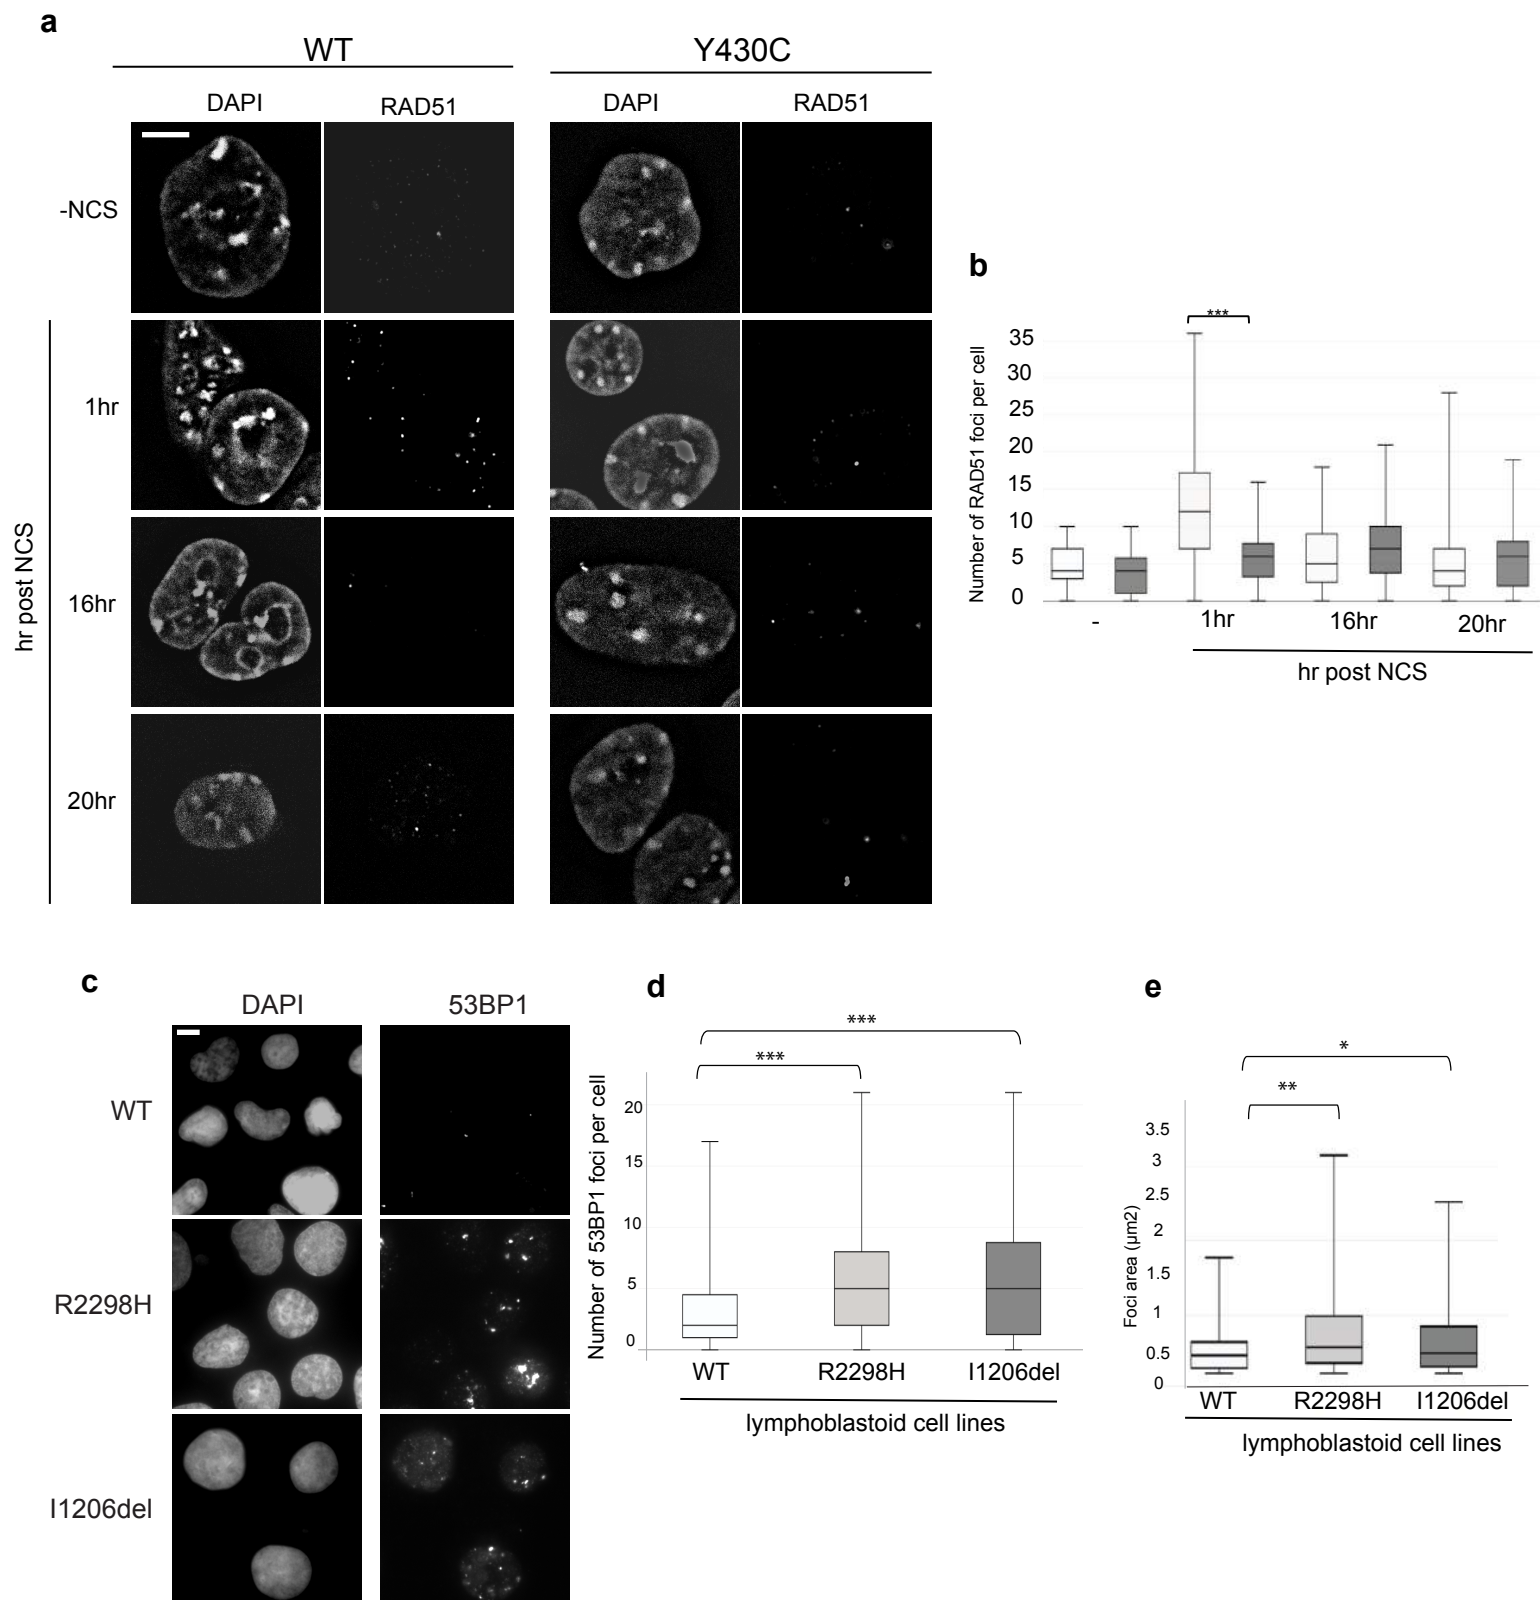 a
WT
Y430C
DAPI
RAD51
DAPI
RAD51
-NCS
1hr
16hr
20hr
hr post NCS
b
***
Number of RAD51 foci per cell
35
30
25
20
15
10
5
0
-
1hr
16hr
20hr
hr post NCS
c
DAPI
53BP1
WT
R2298H
I1206del
d
***
***
Number of 53BP1 foci per cell
20
15
10
5
0
WT
R2298H
I1206del
lymphoblastoid cell lines
e
*
**
Foci area (µm2)
3.5
3
2.5
2
1.5
1
0.5
0
WT
R2298H
I1206del
lymphoblastoid cell lines